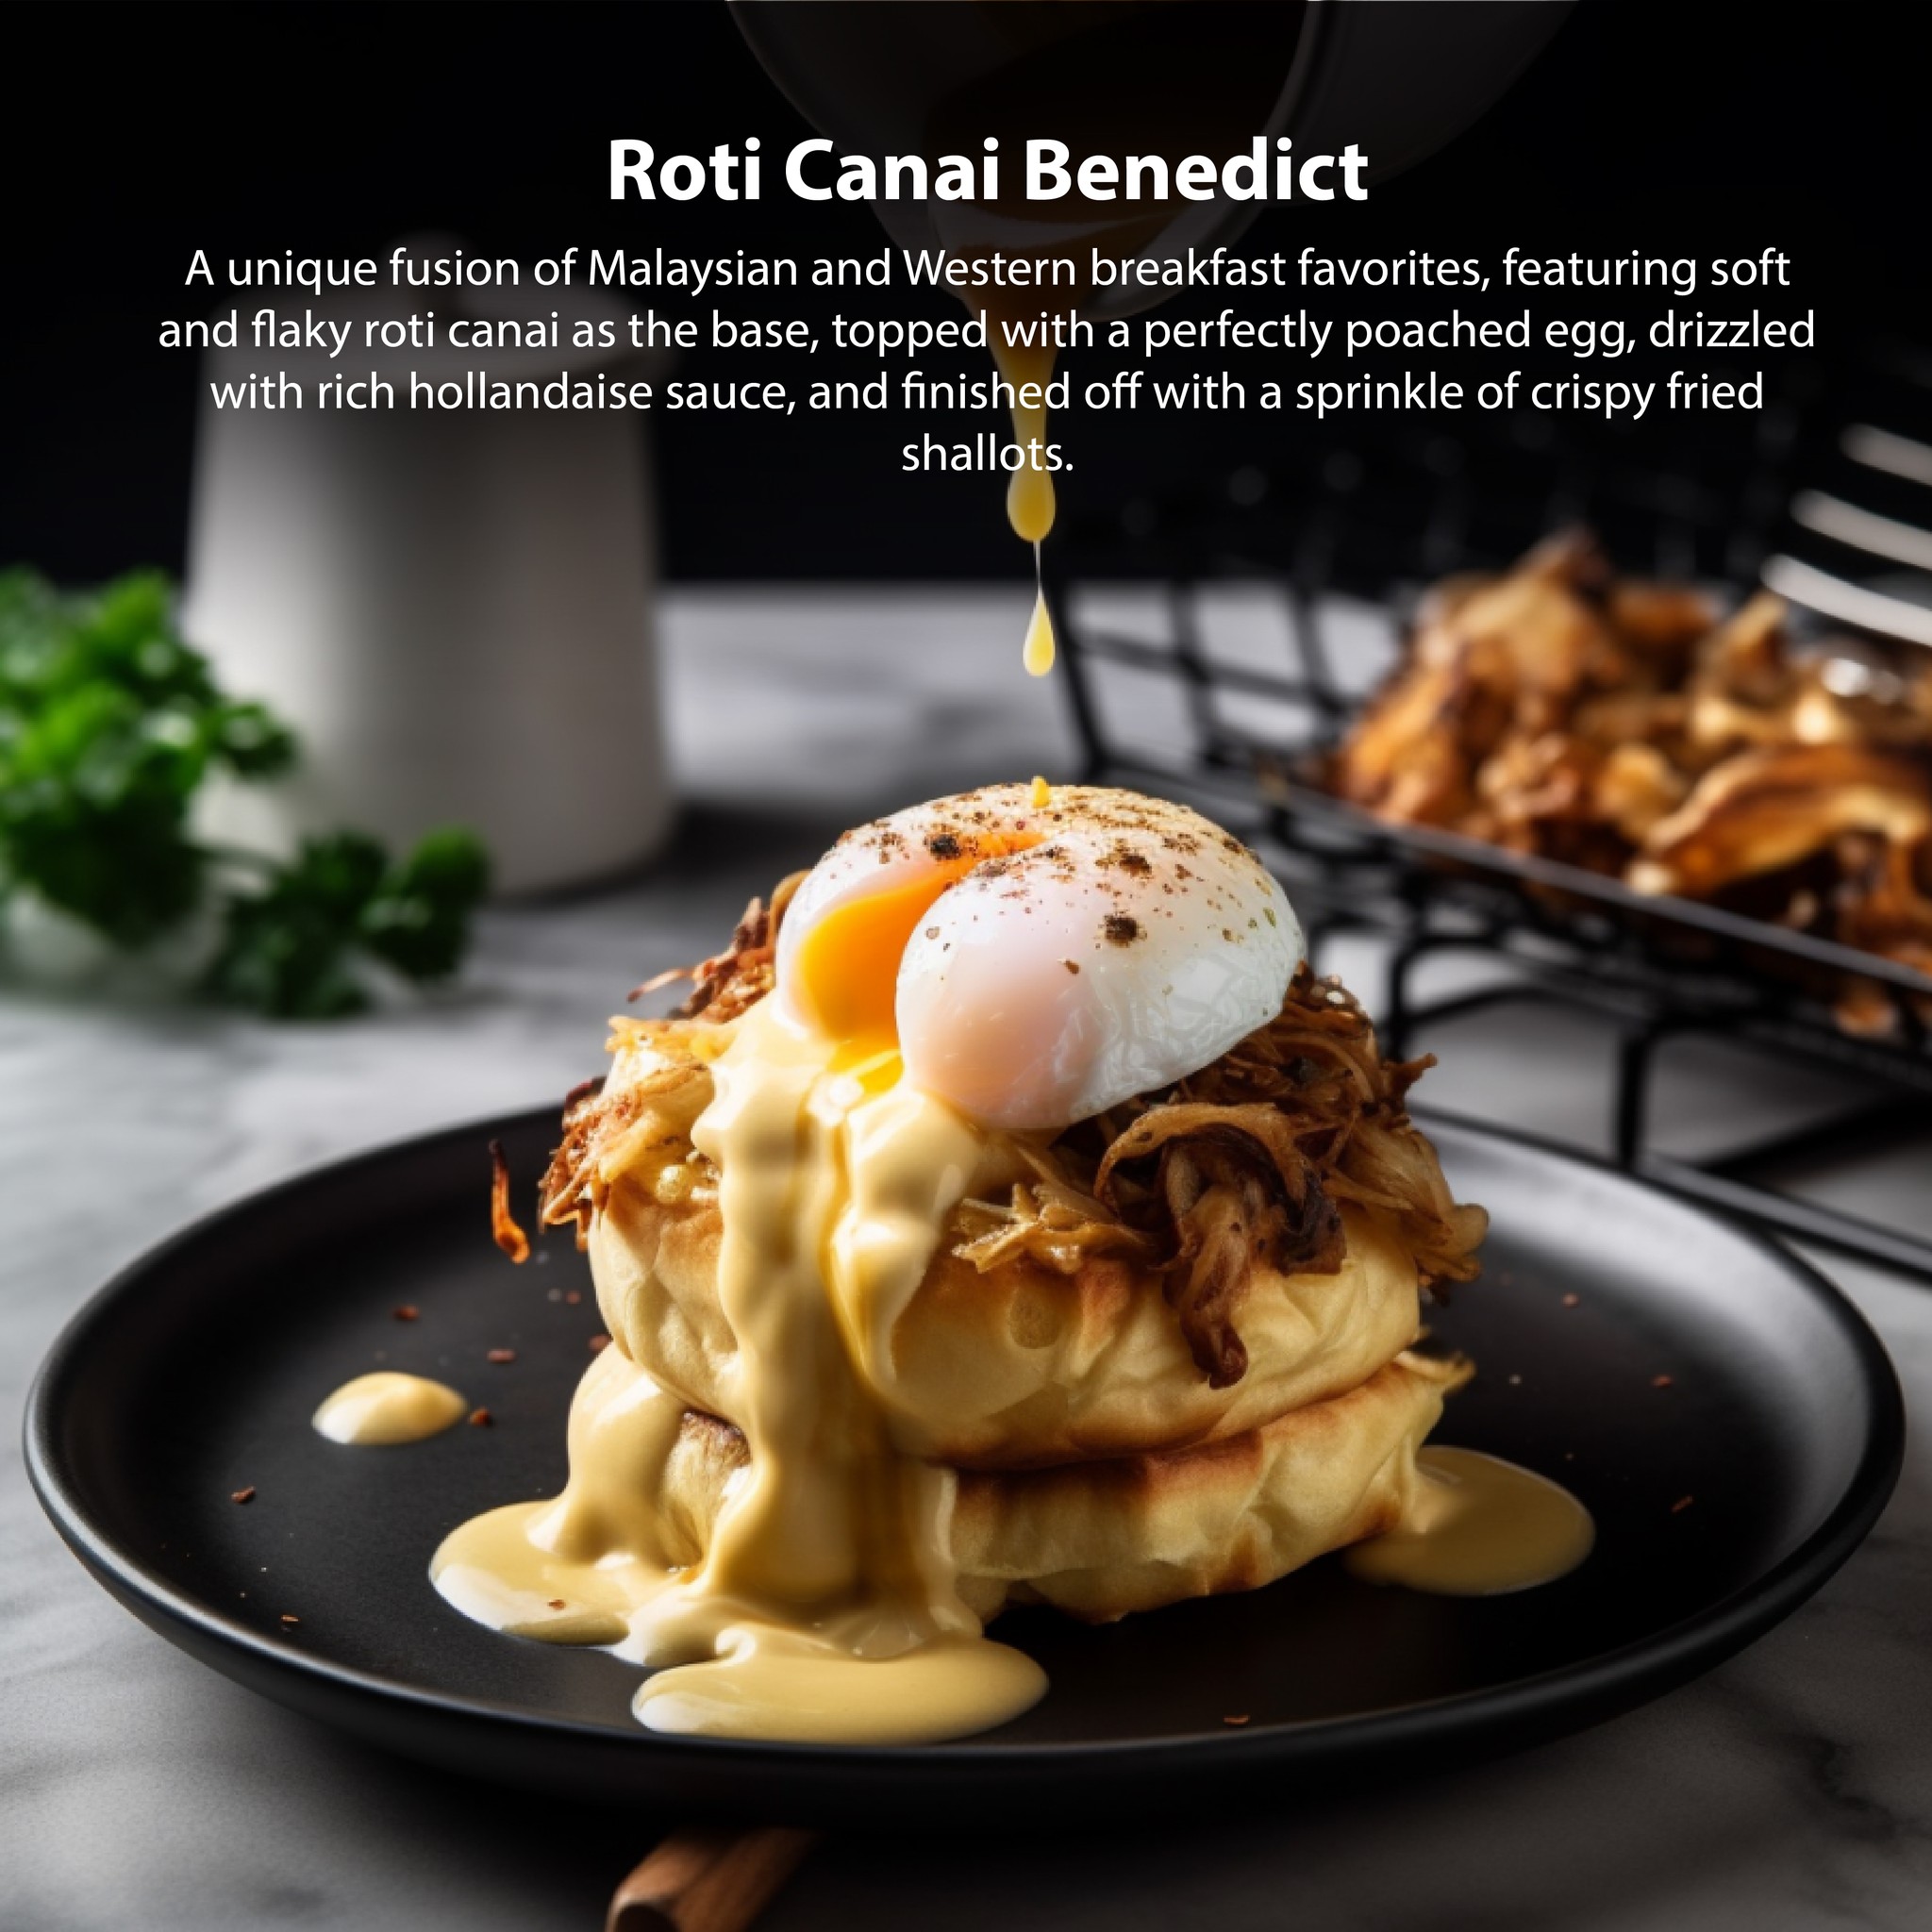 Roti Canai Benedict
A unique fusion of Malaysian and Western breakfast favorites, featuring soft
and flaky roti canai as the base, topped with a perfectly poached egg, drizzled
with rich hollandaise sauce, and finished off with a sprinkle of crispy fried
shallots.